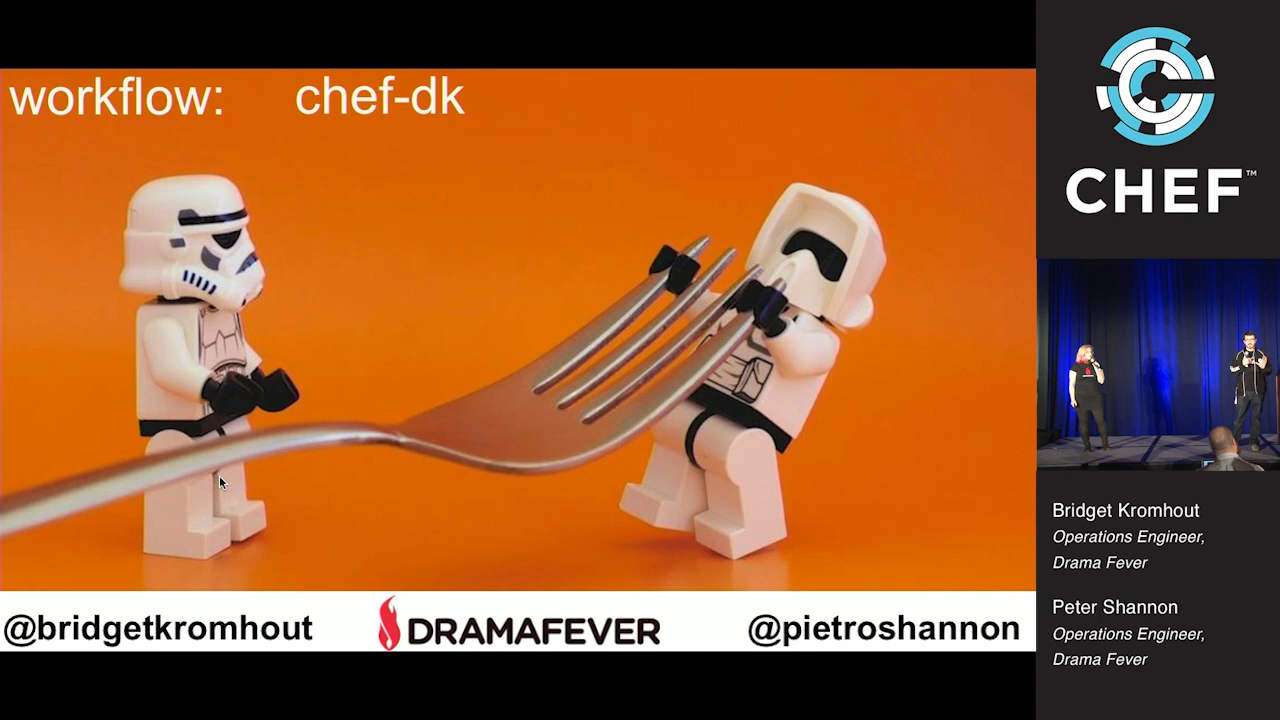 workflow: chef-dk
@bridgetkromhout DRAMAFEVER @pietroshannon
CHEF™
Bridget Kromhout
Operations Engineer,
Drama Fever
Peter Shannon
Operations Engineer,
Drama Fever